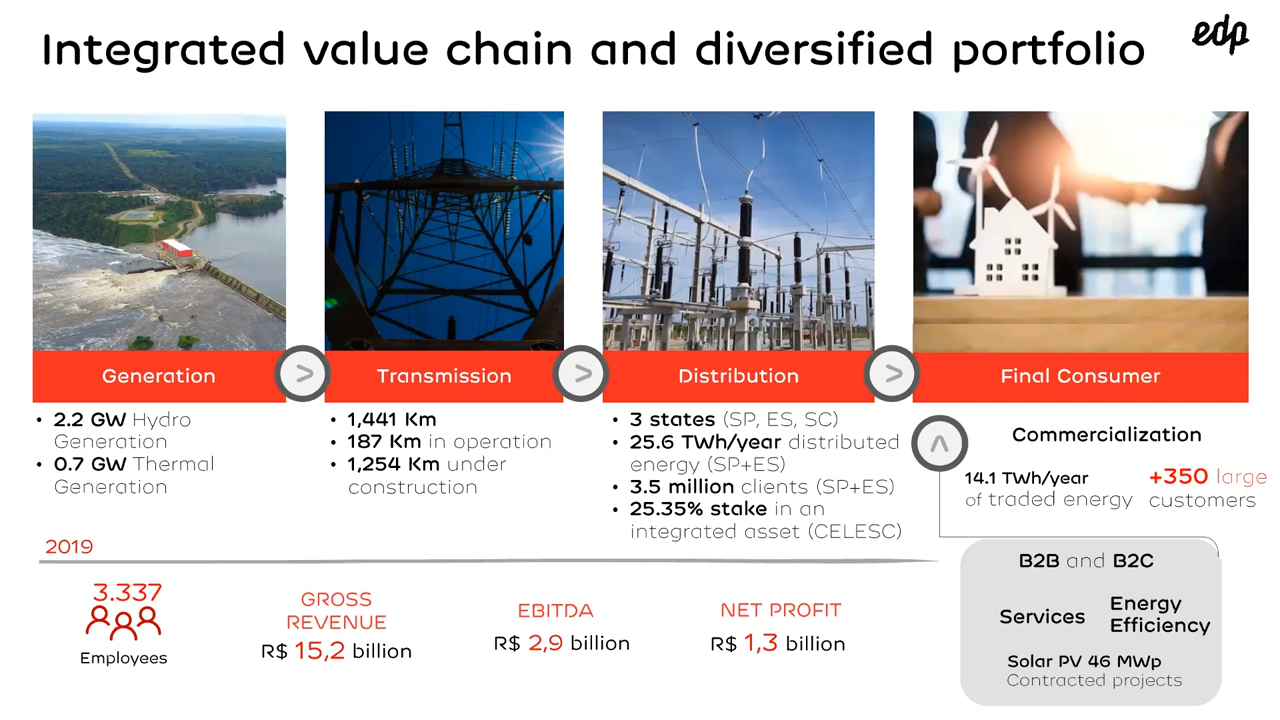 Integrated value chain and diversified portfolio
edp
Generation
>
Transmission
>
Distribution
>
Final Consumer
• 2.2 GW Hydro
Generation
• 0.7 GW Thermal
Generation
• 1,441 Km
• 187 Km in operation
• 1,254 Km under
construction
• 3 states (SP, ES, SC)
• 25.6 TWh/year distributed
energy (SP+ES)
• 3.5 million clients (SP+ES)
• 25.35% stake in an
integrated asset (CELESC)
Commercialization
14.1 TWh/year
of traded energy
+350 large
customers
B2B and B2C
Services
Energy
Efficiency
Solar PV 46 MWp
Contracted projects
2019
3.337
Employees
GROSS
REVENUE
R$ 15,2 billion
EBITDA
R$ 2,9 billion
NET PROFIT
R$ 1,3 billion